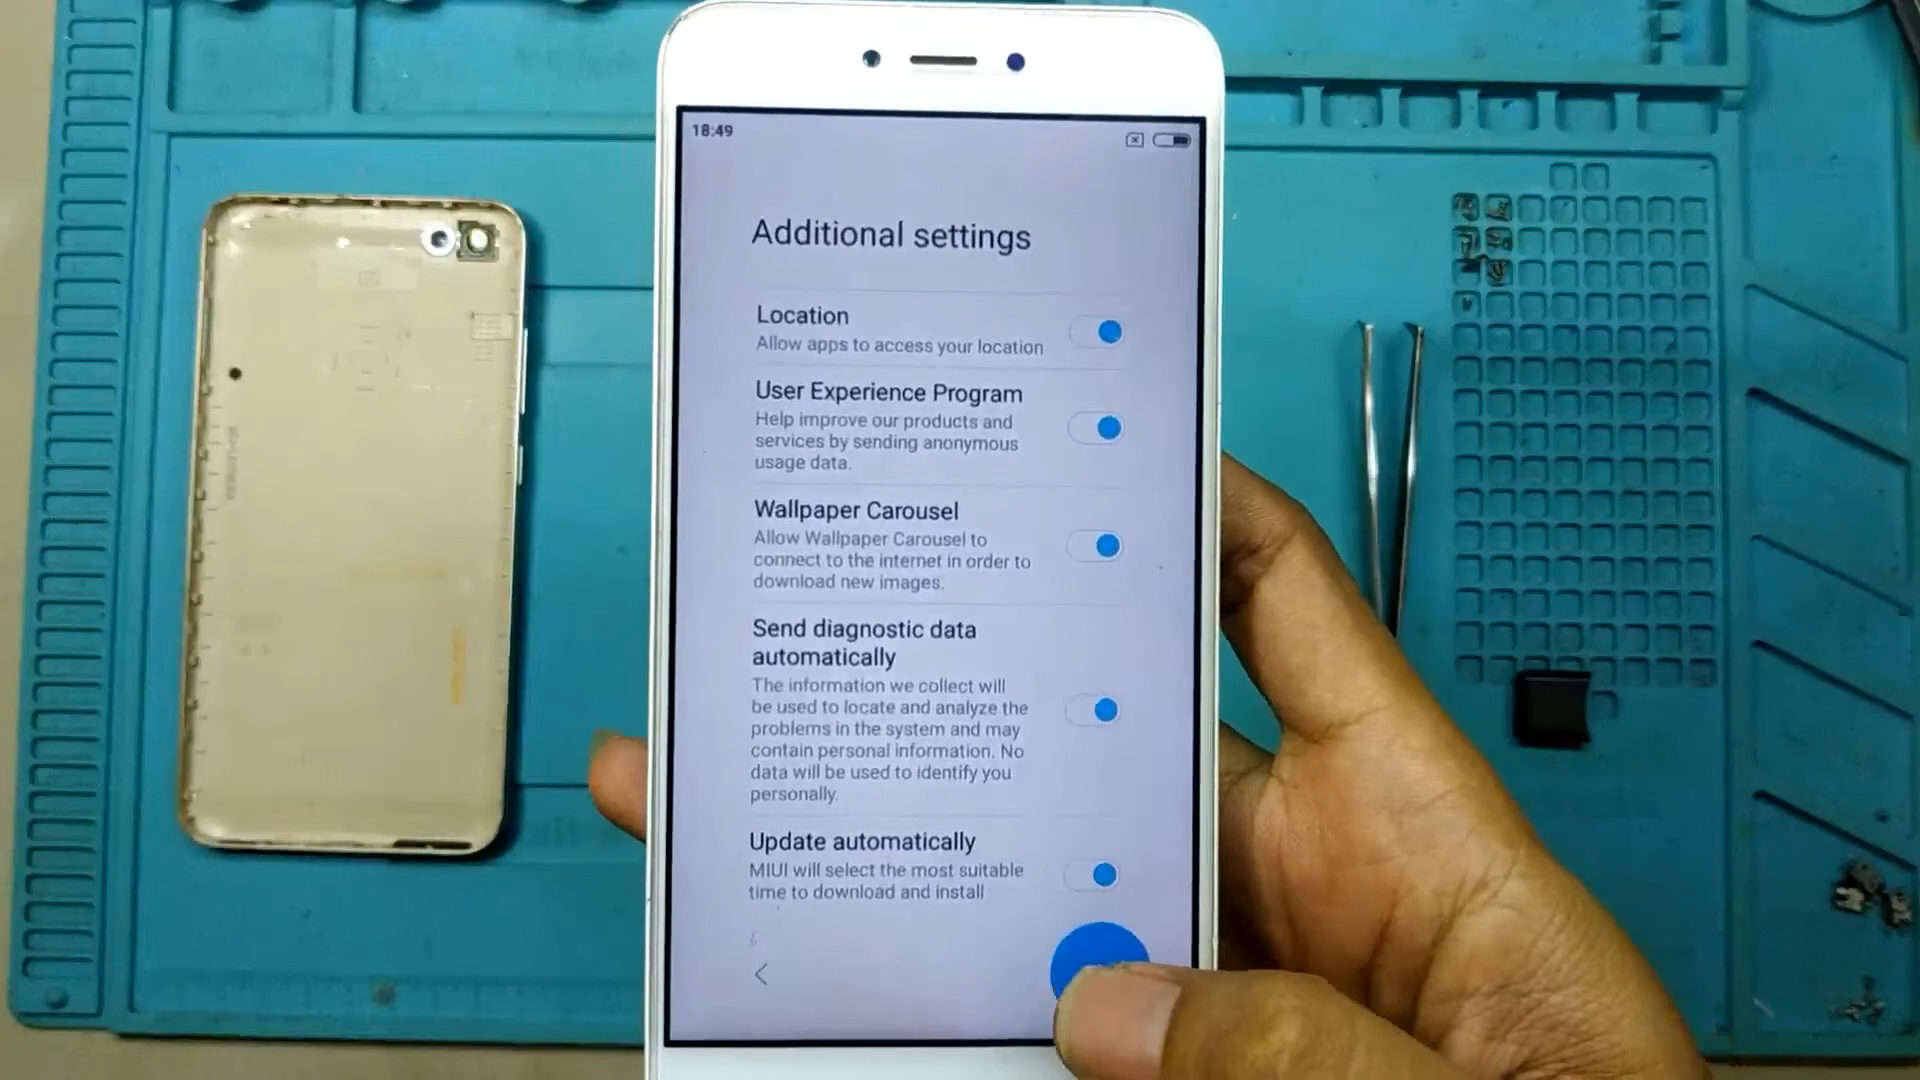 18:49
Additional settings
Location
Allow apps to access your location
User Experience Program
Help improve our products and
services by sending anonymous
usage data.
Wallpaper Carousel
Allow Wallpaper Carousel to
connect to the internet in order to
download new images.
Send diagnostic data
automatically
The information we collect will
be used to locate and analyze the
problems in the system and may
contain personal information. No
data will be used to identify you
personally.
Update automatically
MIUI will select the most suitable
time to download and install